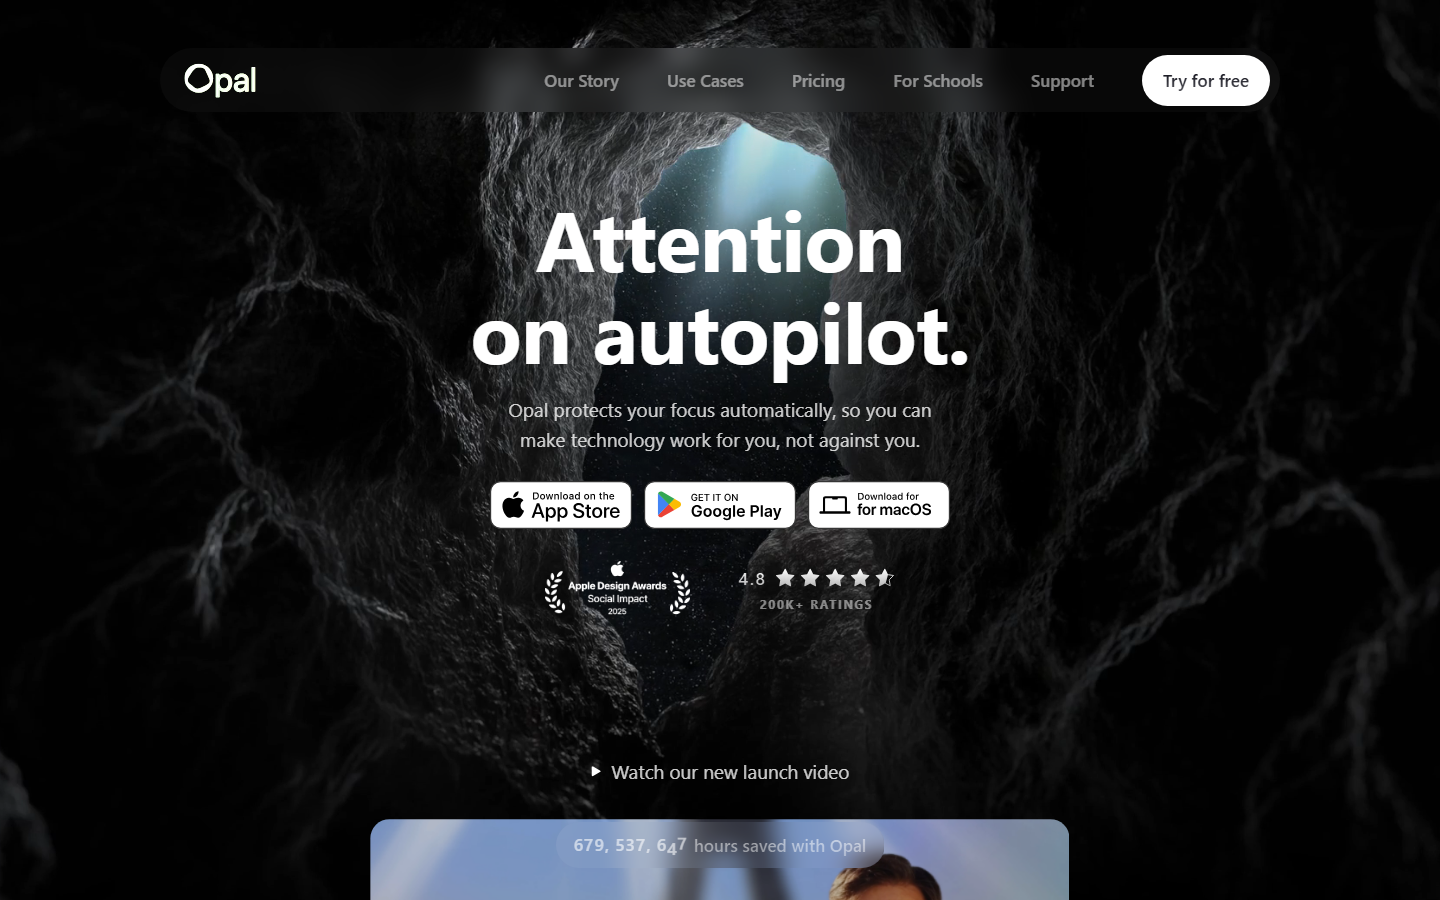 Opal
Our Story
Use Cases
Pricing
For Schools
Support
Try for free
Attention
on autopilot.
Opal protects your focus automatically, so you can
make technology work for you, not against you.
Download on the
App Store
GET IT ON
Google Play
Download for
for macOS
Apple Design Awards
Social Impact
2025
4.8
200K+ RATINGS
Watch our new launch video
679, 537, 647 hours saved with Opal